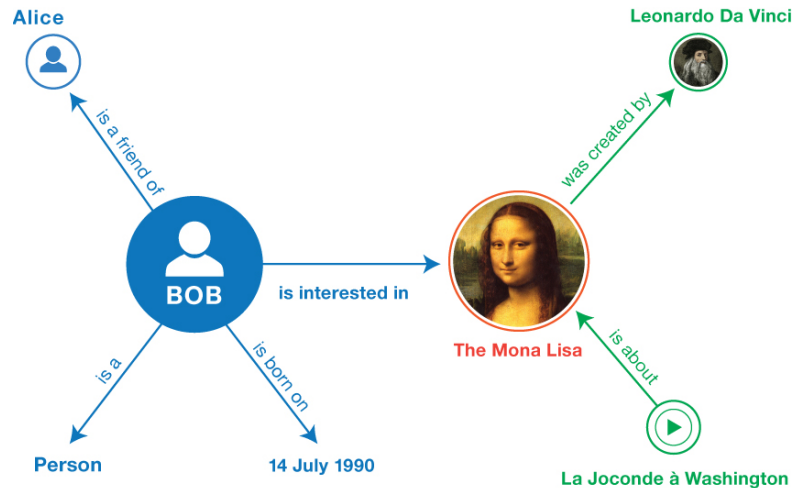 Alice
Leonardo Da Vinci
is a friend of
was created by
BOB
is interested in
The Mona Lisa
is a
is born on
is about
Person
14 July 1990
La Joconde à Washington